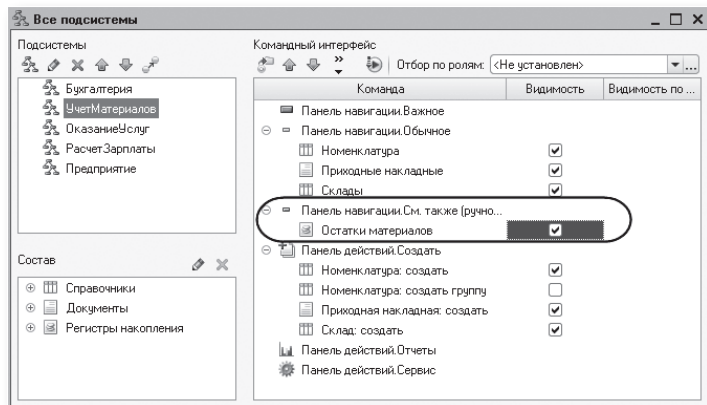 Все подсистемы
Подсистемы
Бухгалтерия
УчетМатериалов
ОказаниеУслуг
РасчетЗарплаты
Предприятие
Состав
Справочники
Документы
Регистры накопления
Командный интерфейс
Отбор по ролям: <Не установлен>
Команда Видимость Видимость по ...
Панель навигации.Важное
Панель навигации.Обычное
Номенклатура
Приходные накладные
Склады
Панель навигации.См. также (ручно...
Остатки материалов
Панель действий.Создать
Номенклатура: создать
Номенклатура: создать группу
Приходная накладная: создать
Склад: создать
Панель действий.Отчеты
Панель действий.Сервис